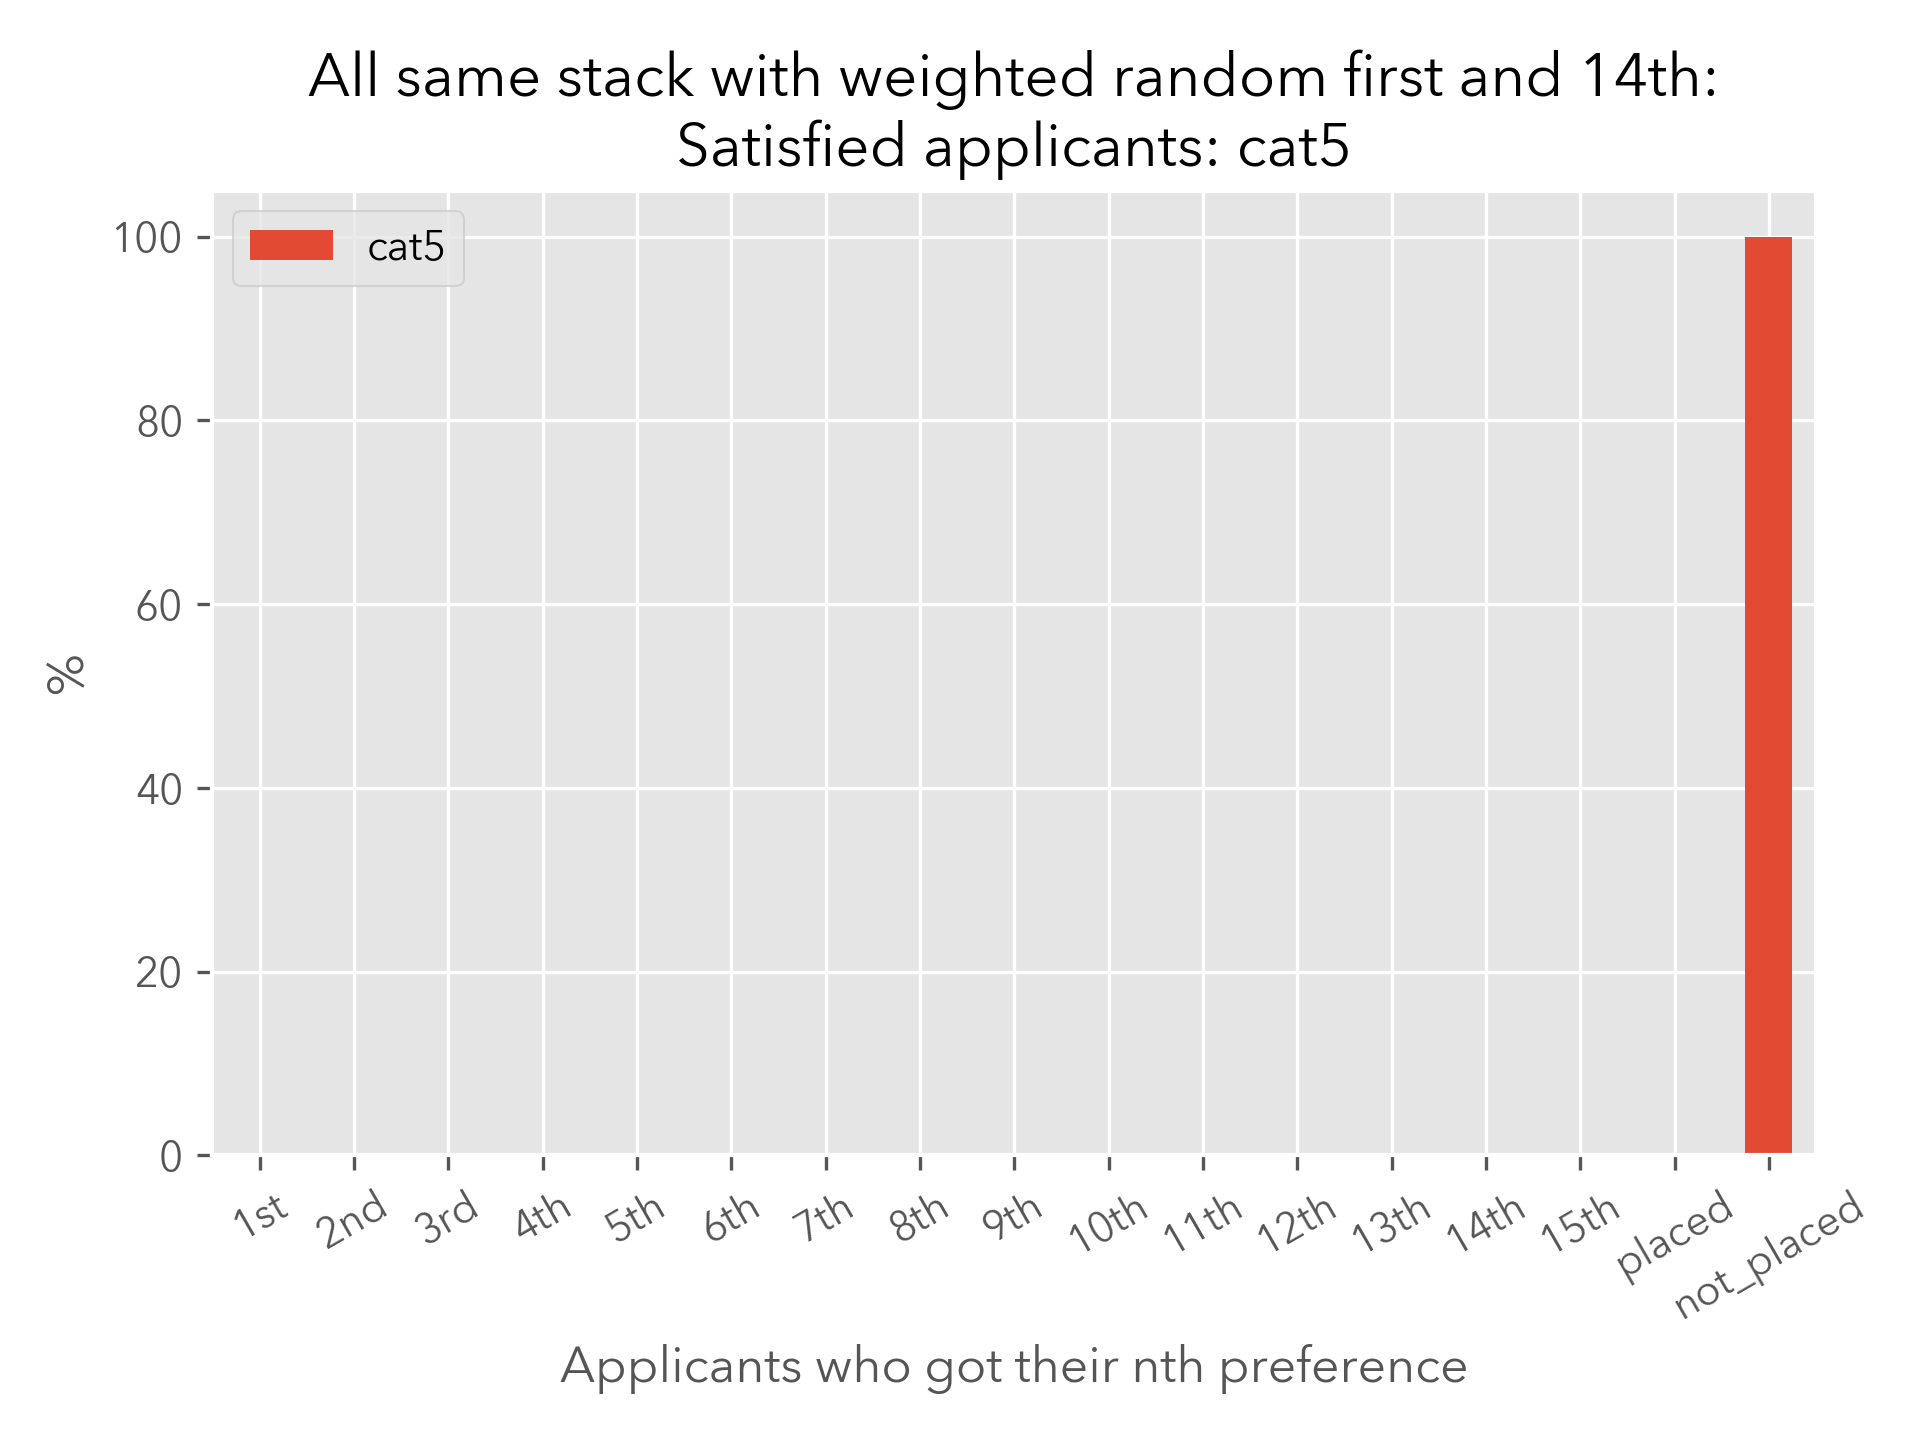 All same stack with weighted random first and 14th:
Satisfied applicants: cat5
cat5
100
80
60
40
20
0
%
1st
2nd
3rd
4th
5th
6th
7th
8th
9th
10th
11th
12th
13th
14th
15th
placed
not_placed
Applicants who got their nth preference